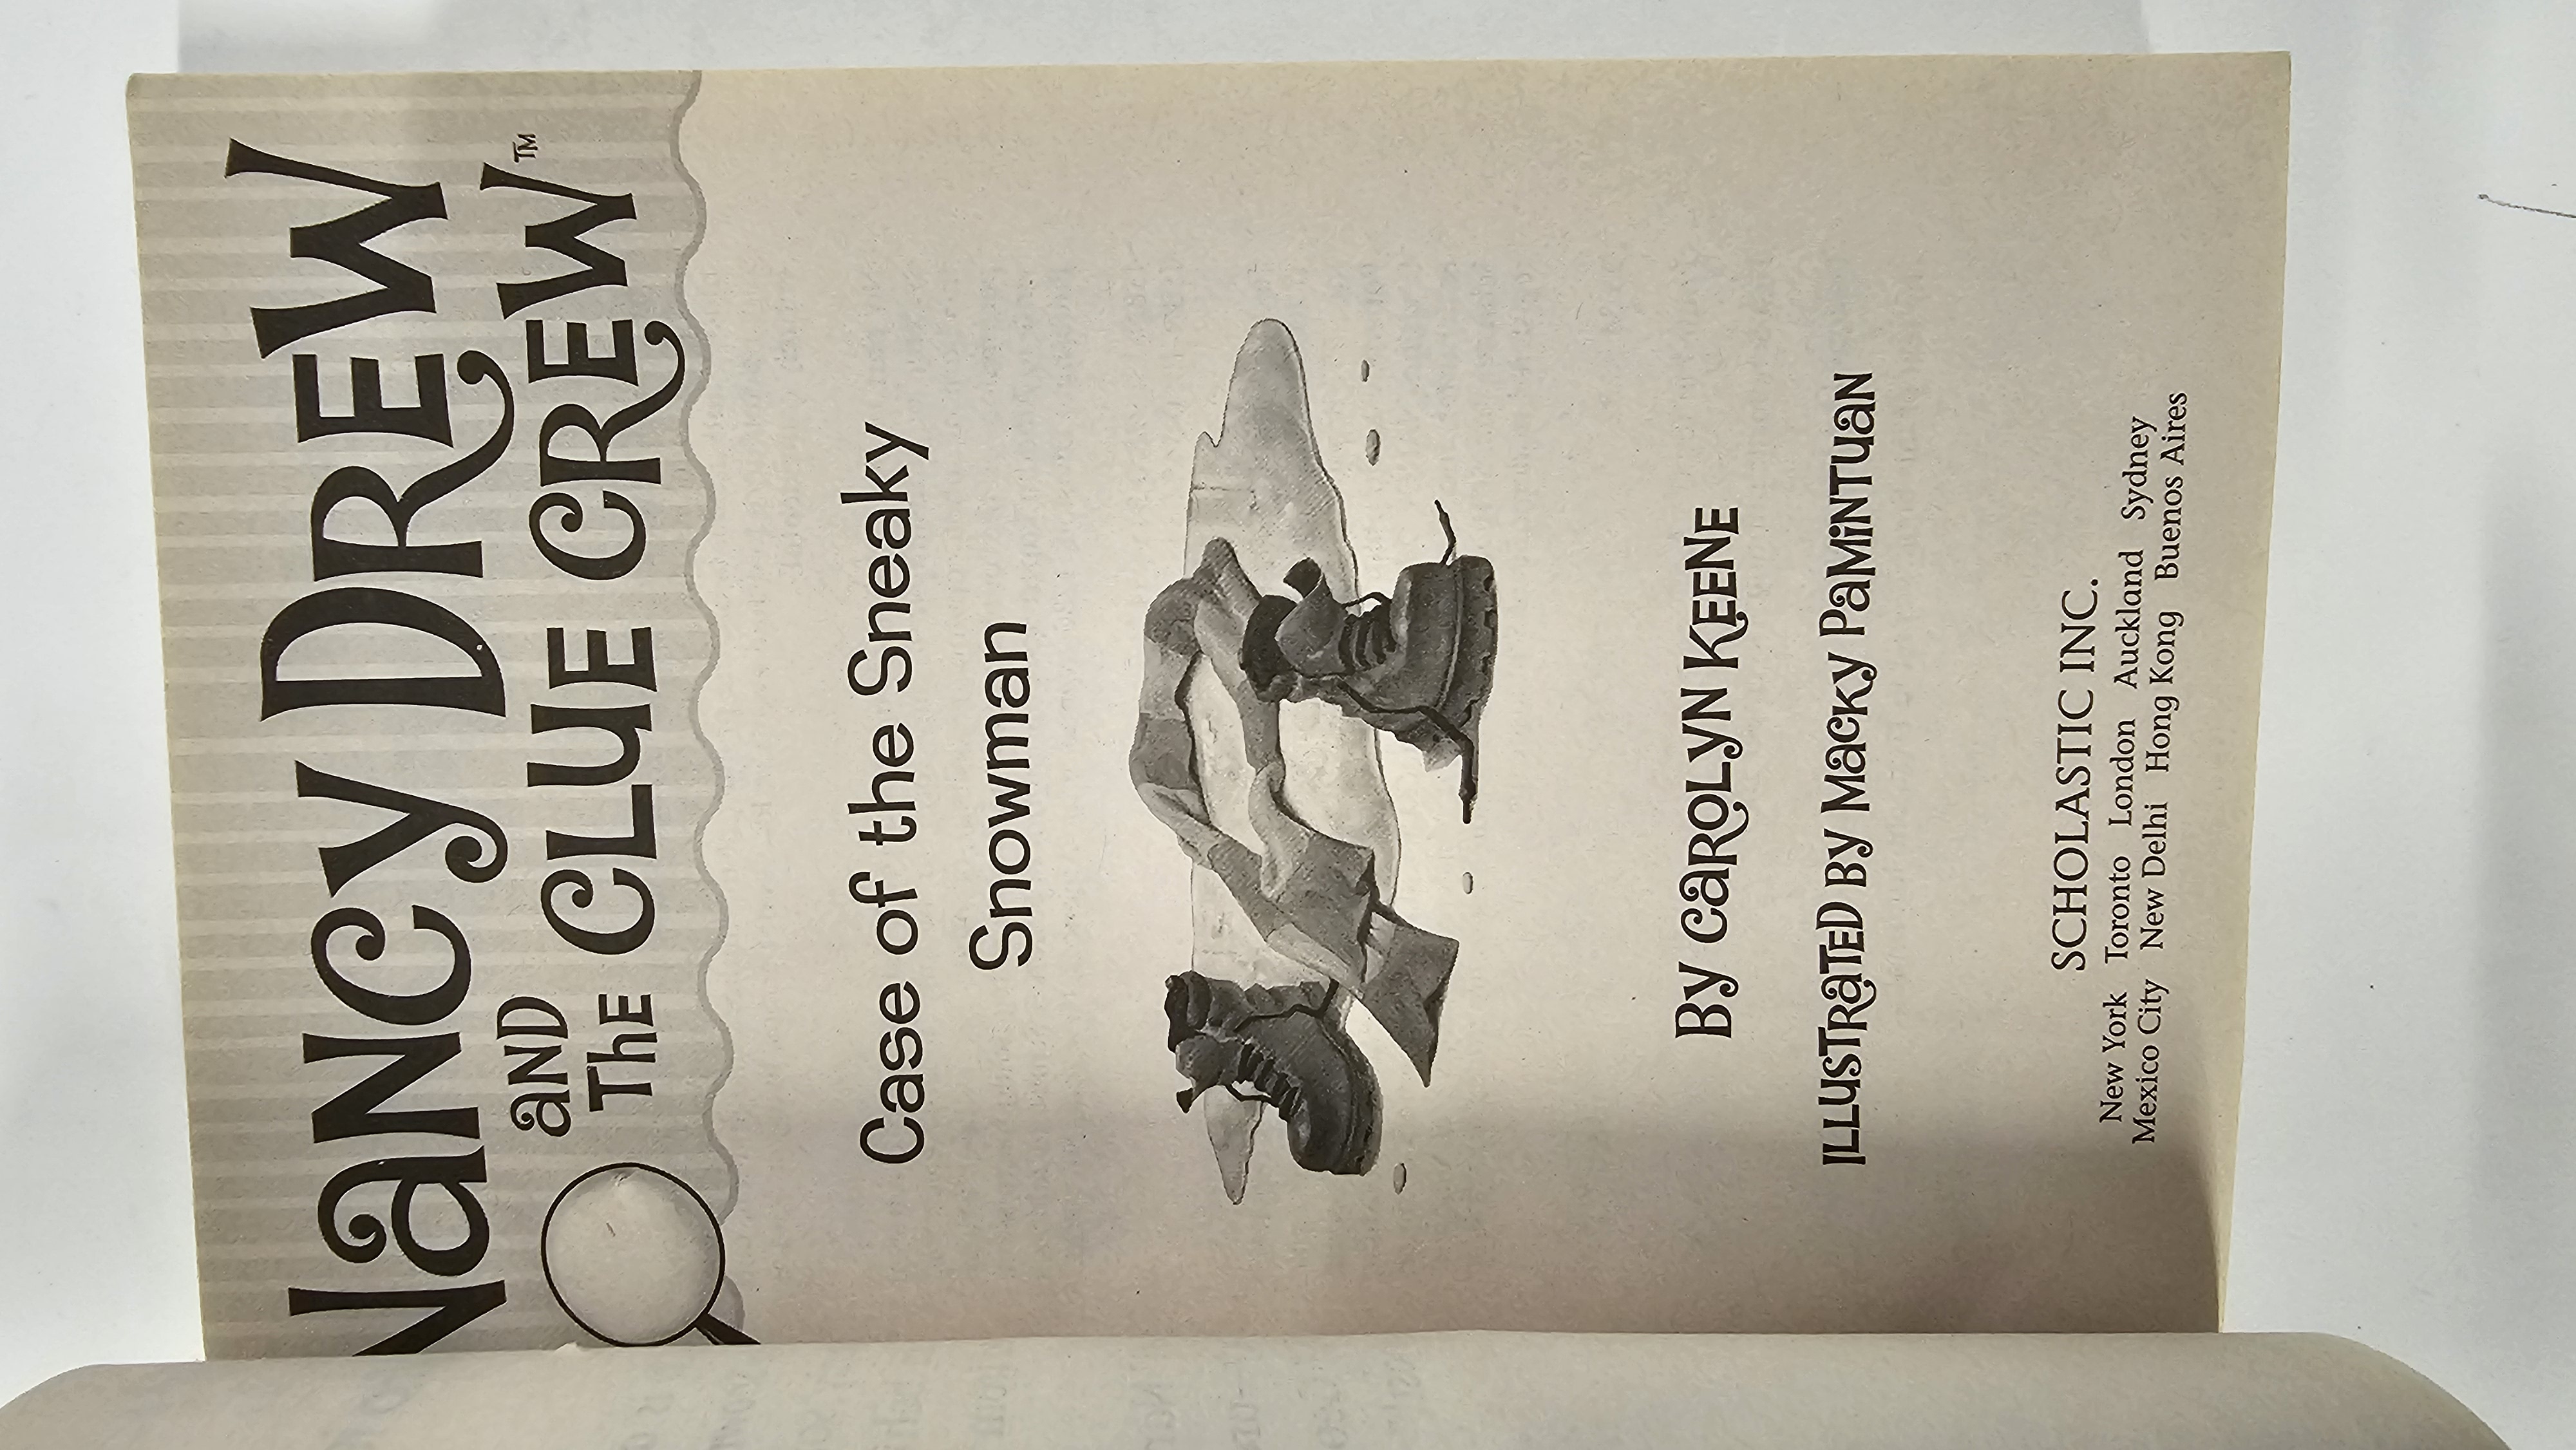 Nancy Drew
and
the Clue Crew™
Case of the Sneaky
Snowman
By Carolyn Keene
Illustrated by Macky Pamintuan
SCHOLASTIC INC.
New York Toronto London Auckland Sydney
Mexico City New Delhi Hong Kong Buenos Aires